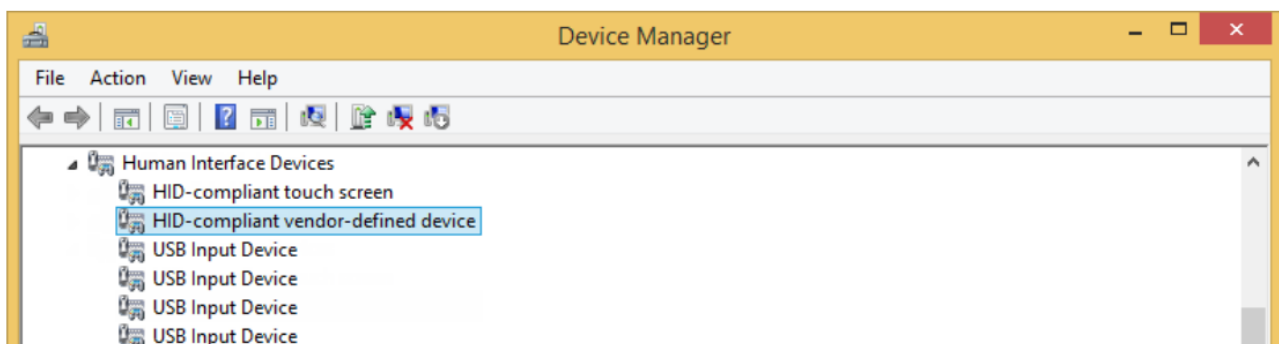 Device Manager
File Action View Help
Human Interface Devices
HID-compliant touch screen
HID-compliant vendor-defined device
USB Input Device
USB Input Device
USB Input Device
USB Input Device